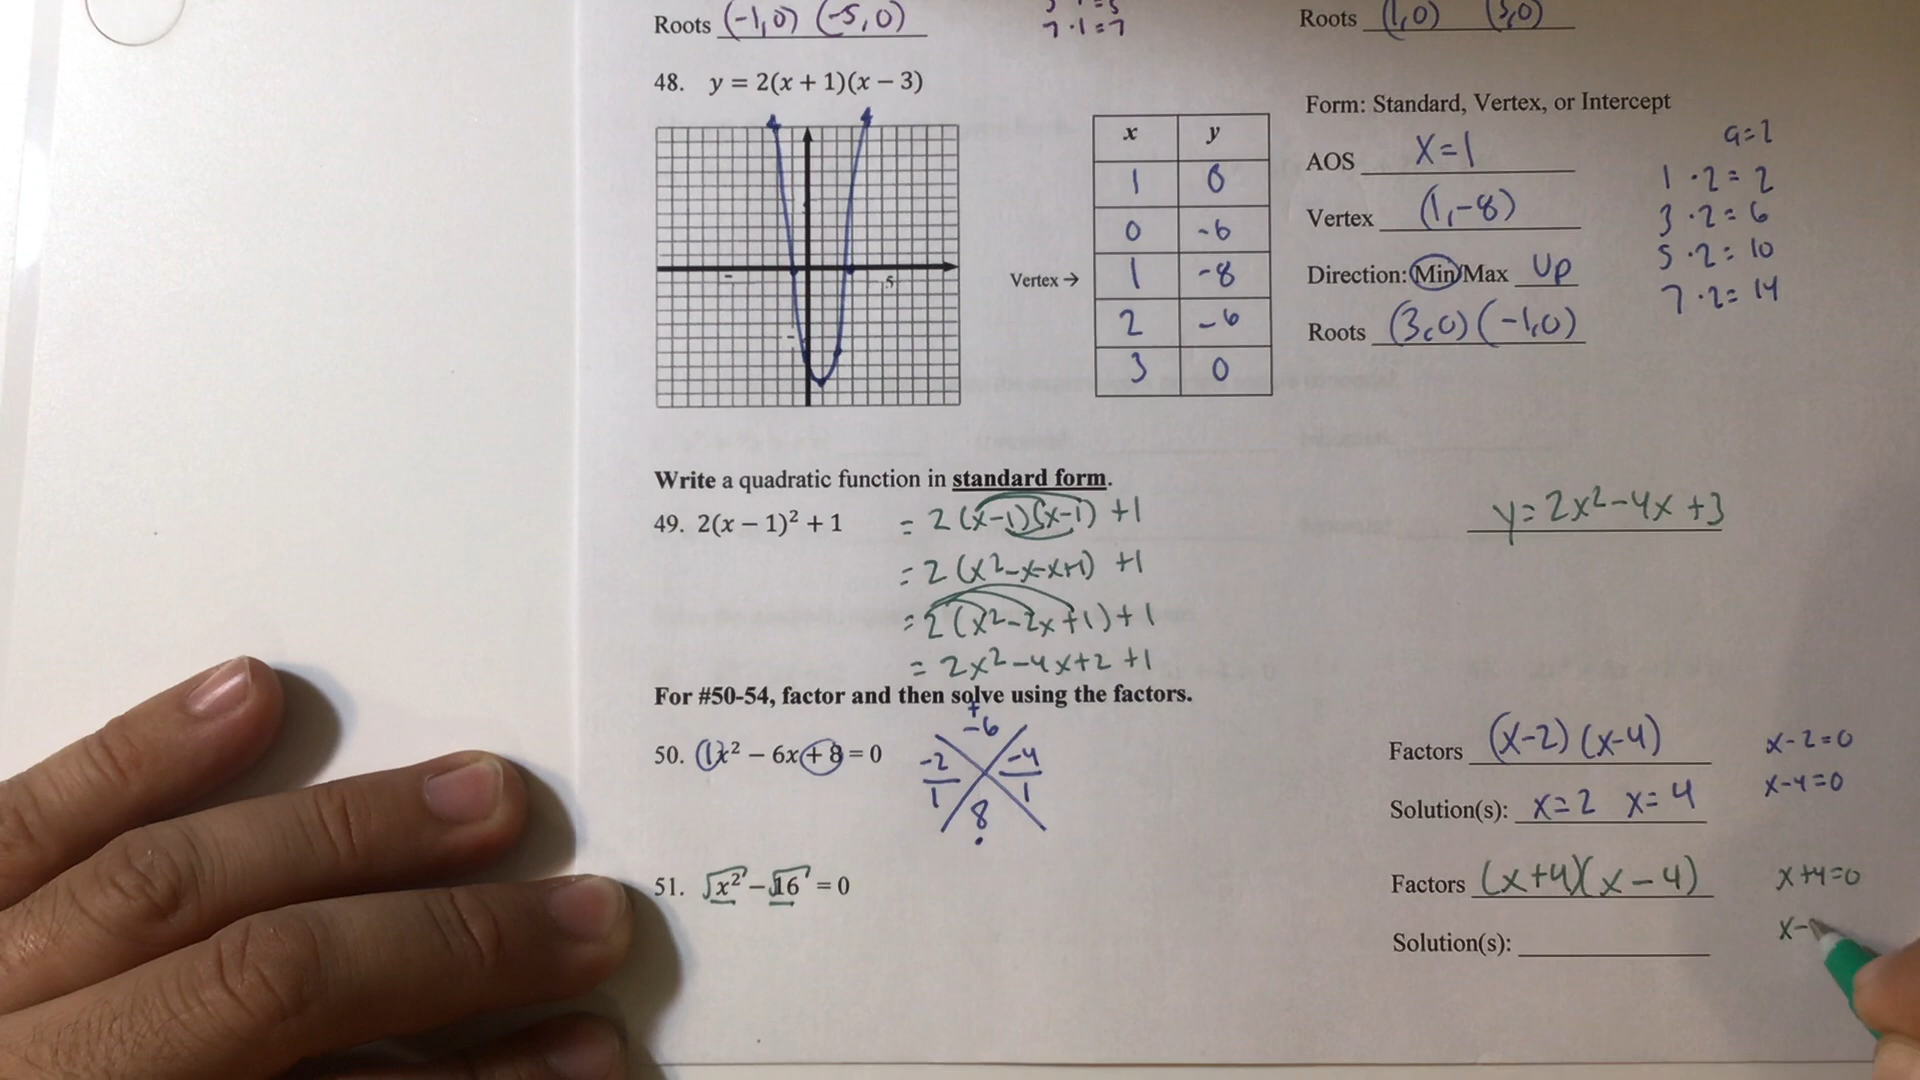 Roots (-1,0) (-5,0)
7·1=7
Roots (1,0) (3,0)
48. y = 2(x + 1)(x − 3)
5
Vertex →
x y
1 0
0 -6
1 -8
2 -6
3 0
Form: Standard, Vertex, or Intercept
AOS x=1
Vertex (1,-8)
Direction: Min/Max Up
Roots (3,0) (-1,0)
a=2
1·2=2
3·2=6
5·2=10
7·2=14
Write a quadratic function in standard form.
49. 2(x − 1)² + 1 = 2(x-1)(x-1) +1
= 2(x²-x-x+1) +1
= 2(x²-2x+1)+1
= 2x²-4x+2+1
y=2x²-4x+3
For #50-54, factor and then solve using the factors.
50. 1x² − 6x + 8 = 0
+
-6
-2 -4
1 1
8
·
Factors (x-2)(x-4)
Solution(s): x=2 x=4
x-2=0
x-4=0
51. √x² − √16 = 0
Factors (x+4)(x-4)
Solution(s):
x+4=0
x-